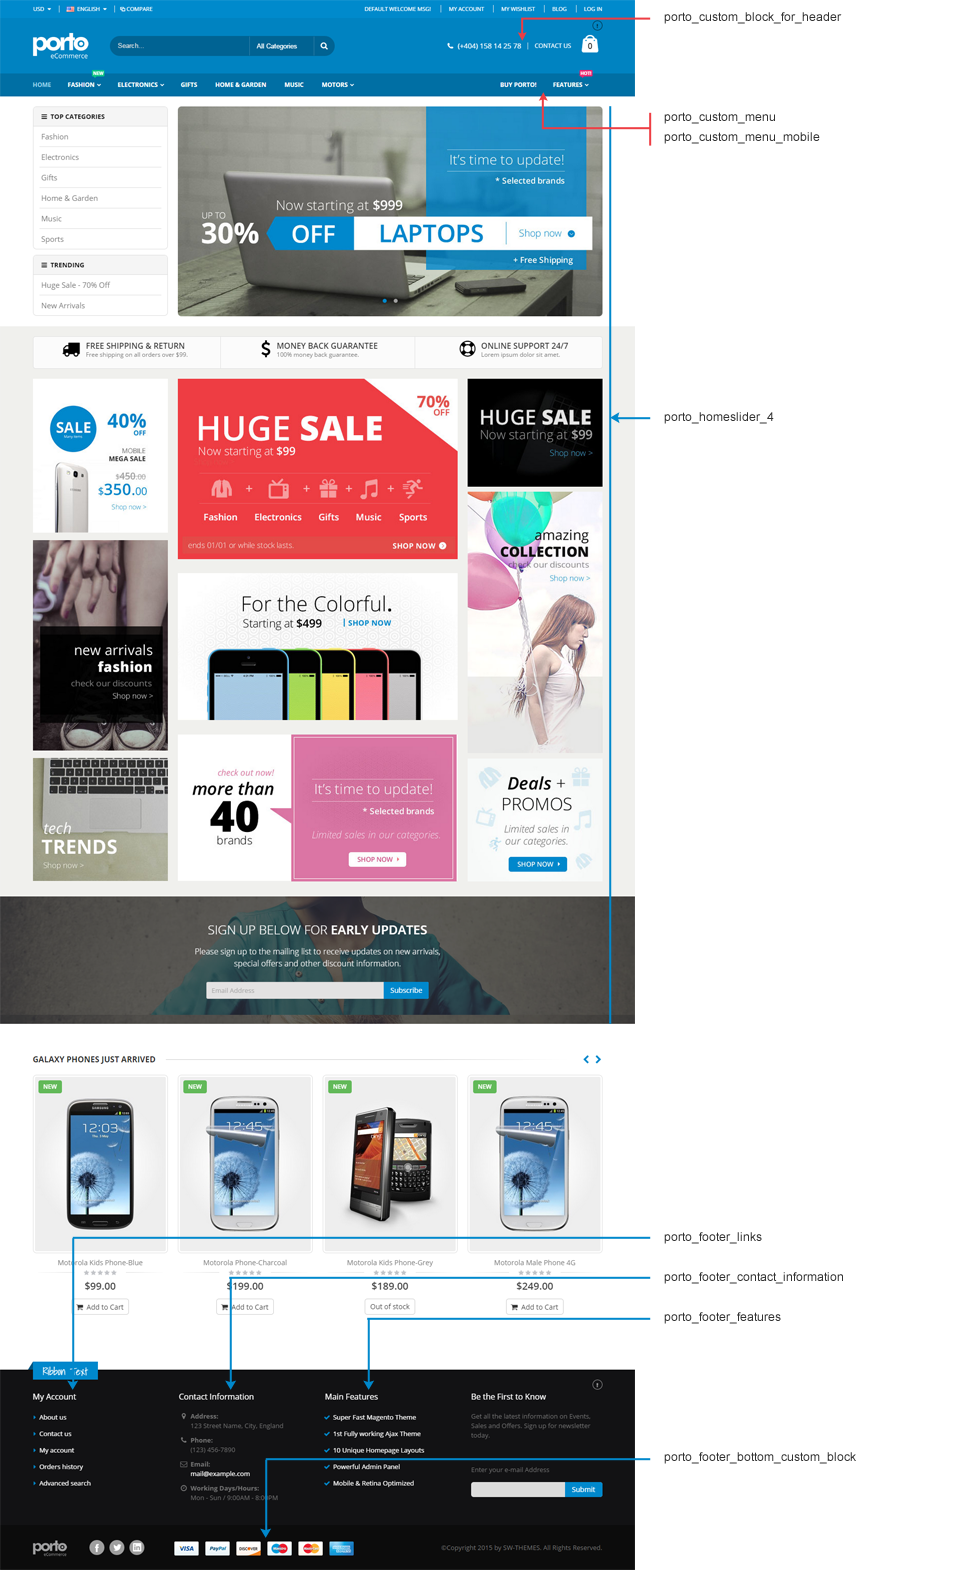 USD ENGLISH COMPARE DEFAULT WELCOME MSG! MY ACCOUNT MY WISHLIST BLOG LOG IN
porto_custom_block_for_header
porto
eCommerce
Search... All Categories
(+404) 158 14 25 78 CONTACT US 0
NEW
HOT!
HOME FASHION ELECTRONICS GIFTS HOME & GARDEN MUSIC MOTORS BUY PORTO! FEATURES
porto_custom_menu
porto_custom_menu_mobile
TOP CATEGORIES
Fashion
Electronics
Gifts
Home & Garden
Music
Sports
TRENDING
Huge Sale - 70% Off
New Arrivals
It's time to update!
* Selected brands
Now starting at $999
UP TO
30% OFF LAPTOPS Shop now
+ Free Shipping
FREE SHIPPING & RETURN
Free shipping on all orders over $99.
MONEY BACK GUARANTEE
100% money back guarantee.
ONLINE SUPPORT 24/7
Lorem ipsum dolor sit amet.
porto_homeslider_4
SALE
Many items
40%
OFF
MOBILE
MEGA SALE
$450.00
$350.00
Shop now >
70%
OFF
HUGE SALE
Now starting at $99
Fashion + Electronics + Gifts + Music + Sports
ends 01/01 or while stock lasts.
SHOP NOW
HUGE SALE
Now starting at $99
Shop now >
amazing
COLLECTION
check our discounts
Shop now >
new arrivals
fashion
check our discounts
Shop now >
For the Colorful.
Starting at $499 SHOP NOW
tech
TRENDS
Shop now >
check out now!
more than
40
brands
It's time to update!
* Selected brands
Limited sales in our categories.
SHOP NOW
Deals +
PROMOS
Limited sales in
our categories.
SHOP NOW
SIGN UP BELOW FOR EARLY UPDATES
Please sign up to the mailing list to receive updates on new arrivals,
special offers and other discount information.
Email Address Subscribe
GALAXY PHONES JUST ARRIVED
NEW
NEW
NEW
NEW
SAMSUNG
12:03
12:45
12:45
Motorola Kids Phone-Blue
$99.00
Add to Cart
Motorola Phone-Charcoal
$199.00
Add to Cart
Motorola Kids Phone-Grey
$189.00
Out of stock
Motorola Male Phone 4G
$249.00
Add to Cart
porto_footer_links
porto_footer_contact_information
porto_footer_features
Ribbon Text
My Account
About us
Contact us
My account
Orders history
Advanced search
Contact Information
Address:
123 Street Name, City, England
Phone:
(123) 456-7890
Email:
mail@example.com
Working Days/Hours:
Mon - Sun / 9:00AM - 8:00PM
Main Features
Super Fast Magento Theme
1st Fully working Ajax Theme
10 Unique Homepage Layouts
Powerful Admin Panel
Mobile & Retina Optimized
Be the First to Know
Get all the latest information on Events,
Sales and Offers. Sign up for newsletter
today.
Enter your e-mail Address
Submit
porto_footer_bottom_custom_block
porto
eCommerce
VISA PayPal DISCOVER
©Copyright 2015 by SW-THEMES. All Rights Reserved.